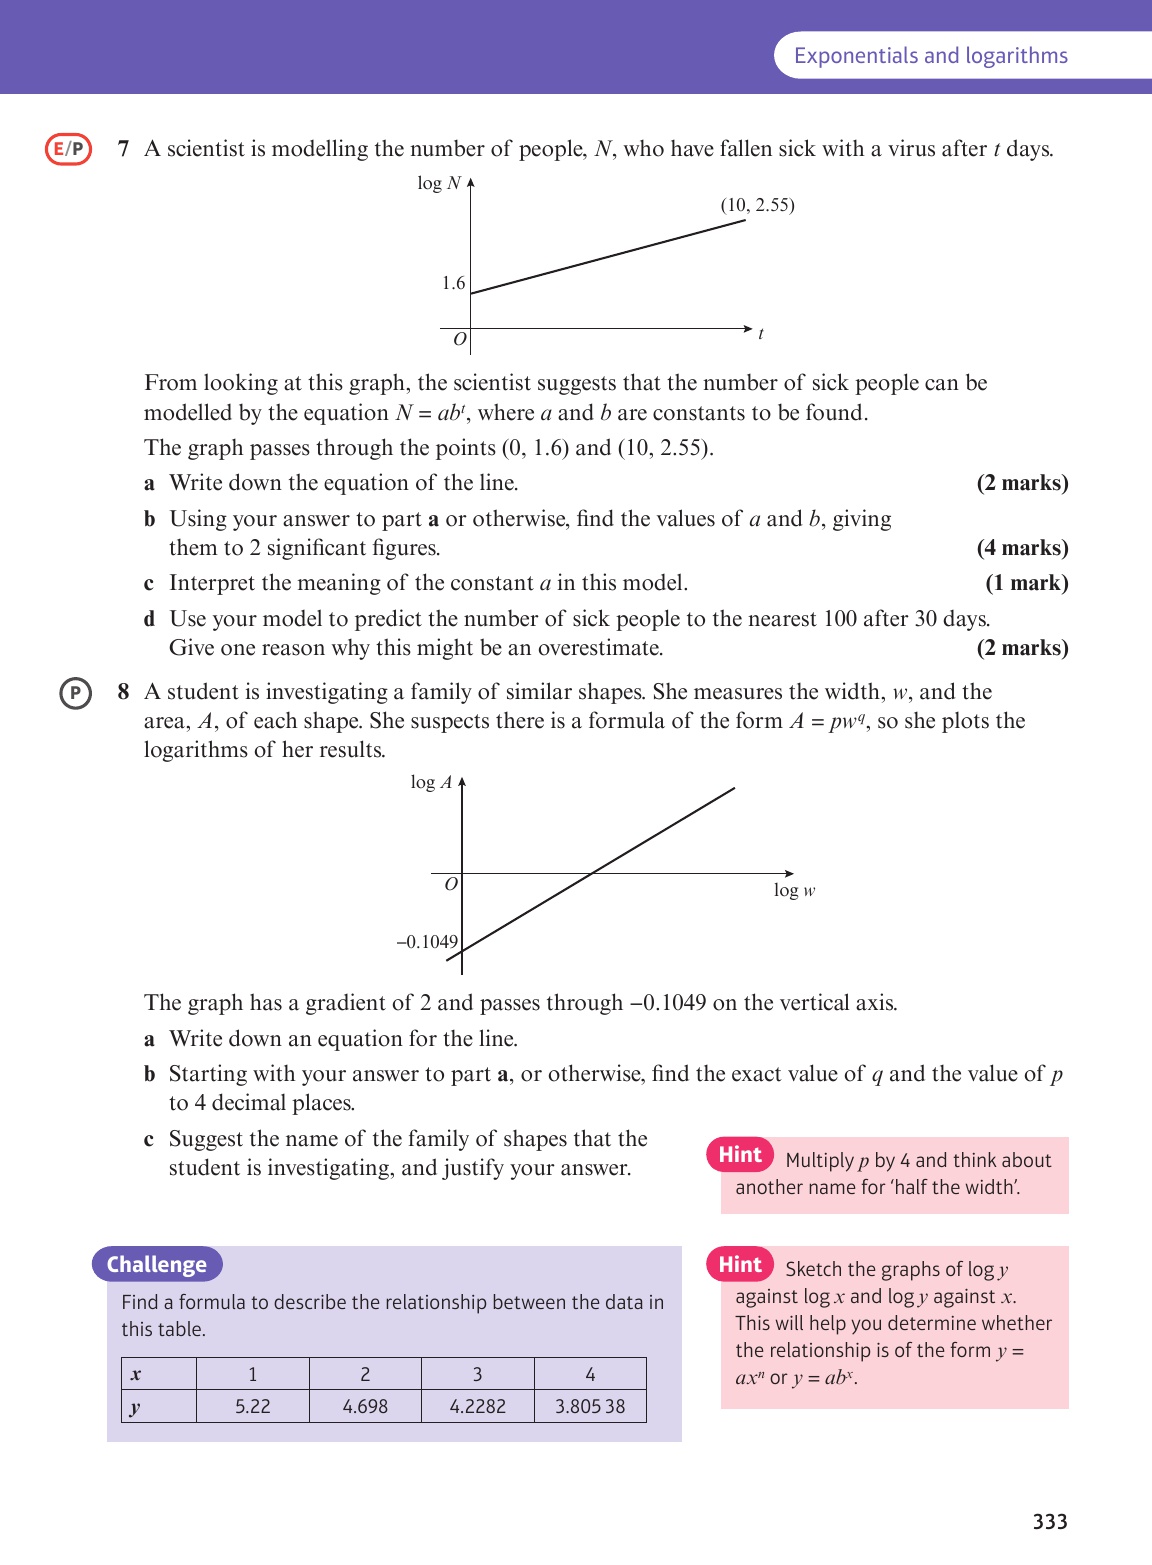 Exponentials and logarithms
E/P
7 A scientist is modelling the number of people, N, who have fallen sick with a virus after t days.
log N
(10, 2.55)
1.6
O
t
From looking at this graph, the scientist suggests that the number of sick people can be
modelled by the equation N = abᵗ, where a and b are constants to be found.
The graph passes through the points (0, 1.6) and (10, 2.55).
a Write down the equation of the line. (2 marks)
b Using your answer to part a or otherwise, find the values of a and b, giving
them to 2 significant figures. (4 marks)
c Interpret the meaning of the constant a in this model. (1 mark)
d Use your model to predict the number of sick people to the nearest 100 after 30 days.
Give one reason why this might be an overestimate. (2 marks)
P
8 A student is investigating a family of similar shapes. She measures the width, w, and the
area, A, of each shape. She suspects there is a formula of the form A = pw^q, so she plots the
logarithms of her results.
log A
O
log w
–0.1049
The graph has a gradient of 2 and passes through –0.1049 on the vertical axis.
a Write down an equation for the line.
b Starting with your answer to part a, or otherwise, find the exact value of q and the value of p
to 4 decimal places.
c Suggest the name of the family of shapes that the
student is investigating, and justify your answer.
Hint Multiply p by 4 and think about
another name for ‘half the width’.
Challenge
Find a formula to describe the relationship between the data in
this table.
x 1 2 3 4
y 5.22 4.698 4.2282 3.805 38
Hint Sketch the graphs of log y
against log x and log y against x.
This will help you determine whether
the relationship is of the form y =
axⁿ or y = abˣ.
333